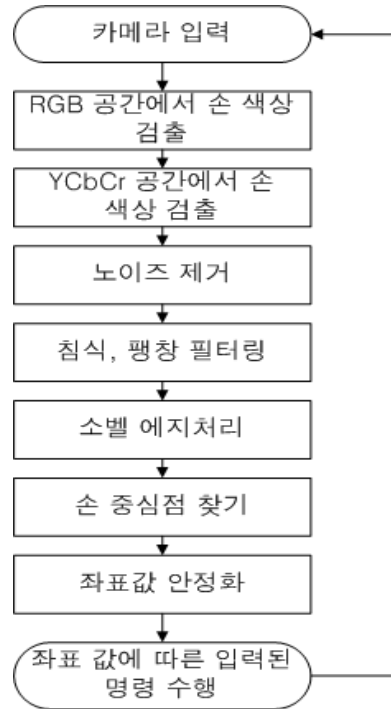 카메라 입력
RGB 공간에서 손 색상
검출
YCbCr 공간에서 손
색상 검출
노이즈 제거
침식, 팽창 필터링
소벨 에지처리
손 중심점 찾기
좌표값 안정화
좌표 값에 따른 입력된
명령 수행